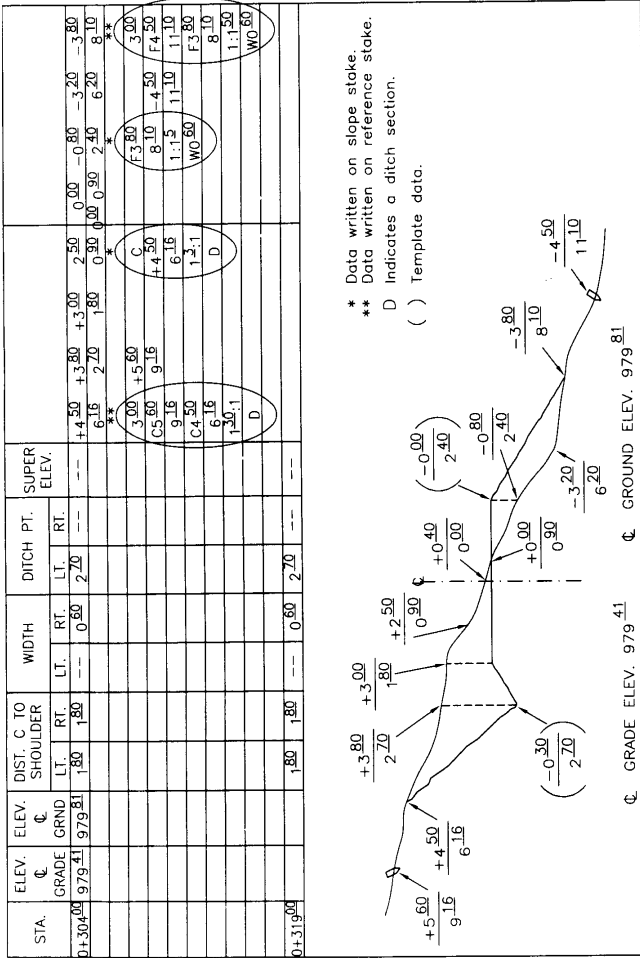 STA.
ELEV. ℄ GRADE
ELEV. ℄ GRND
DIST. C TO SHOULDER
LT. RT.
WIDTH
LT. RT.
DITCH PT.
LT. RT.
SUPER ELEV.
0+304 00 979 41 979 81 1 80 1 80 -- 0 60 2 70 -- --
+4 50 +3 80 +3 00 2 50 0 00 -0 80 -3 20 -3 80
6 16 2 70 1 80 0 90 0 00 0 90 2 40 6 20 8 10
** * * **
3 00 +5 60 C F3 80 -4 50 3 00
C5 60 9 16 +4 50 8 10 11 10 F4 50
9 16 6 16 1:1 5 11 10
C4 50 1 3:1 W0 60 F3 80
6 16 D 8 10
1 30:1 1:1 50
D W0 60
0+319 00 1 80 1 80 -- 0 60 2 70 -- --
* Data written on slope stake.
** Data written on reference stake.
D Indicates a ditch section.
( ) Template data.
+5 60
9 16
+4 50
6 16
+3 80
2 70
+3 00
1 80
+2 50
0 90
℄
+0 40
0 00
+0 00
0 90
(-0 00
2 40)
-0 80
2 40
-3 20
6 20
-3 80
8 10
-4 50
11 10
(-0 30
2 70)
℄ GRADE ELEV. 979 41
℄ GROUND ELEV. 979 81